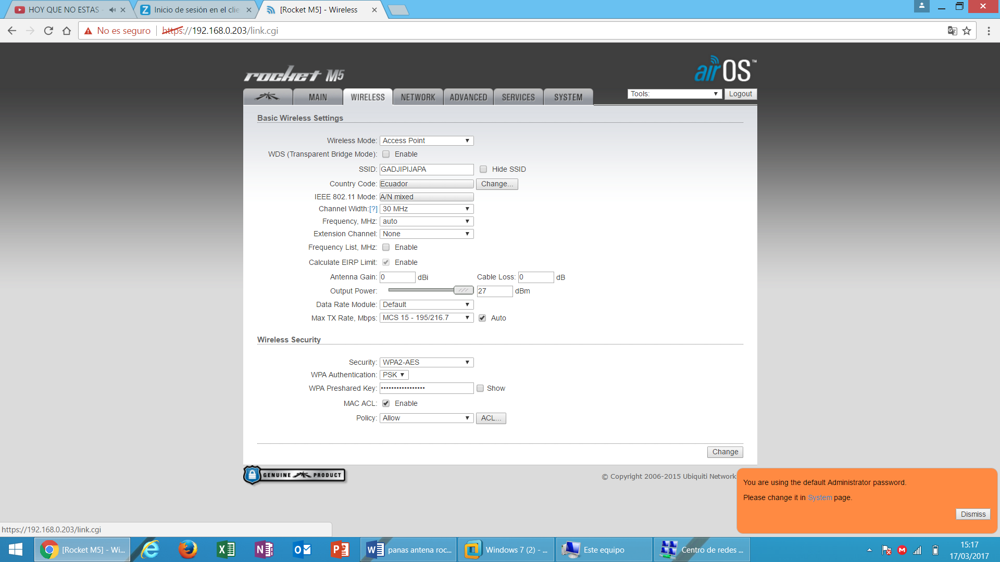 HOY QUE NO ESTAS -
Inicio de sesión en el clie
[Rocket M5] - Wireless
No es seguro
https://192.168.0.203/link.cgi
rocket M5
airOS™
MAIN
WIRELESS
NETWORK
ADVANCED
SERVICES
SYSTEM
Tools:
Logout
Basic Wireless Settings
Wireless Mode: Access Point
WDS (Transparent Bridge Mode): Enable
SSID: GADJIPIJAPA Hide SSID
Country Code: Ecuador Change...
IEEE 802.11 Mode: A/N mixed
Channel Width:[?] 30 MHz
Frequency, MHz: auto
Extension Channel: None
Frequency List, MHz: Enable
Calculate EIRP Limit: Enable
Antenna Gain: 0 dBi Cable Loss: 0 dB
Output Power: 27 dBm
Data Rate Module: Default
Max TX Rate, Mbps: MCS 15 - 195/216.7 Auto
Wireless Security
Security: WPA2-AES
WPA Authentication: PSK
WPA Preshared Key: ••••••••••••••••• Show
MAC ACL: Enable
Policy: Allow ACL...
Change
GENUINE PRODUCT
© Copyright 2006-2015 Ubiquiti Network
You are using the default Administrator password.
Please change it in System page.
Dismiss
https://192.168.0.203/link.cgi
[Rocket M5] - Wi...
panas antena roc...
Windows 7 (2) - ...
Este equipo
Centro de redes ...
15:17
17/03/2017